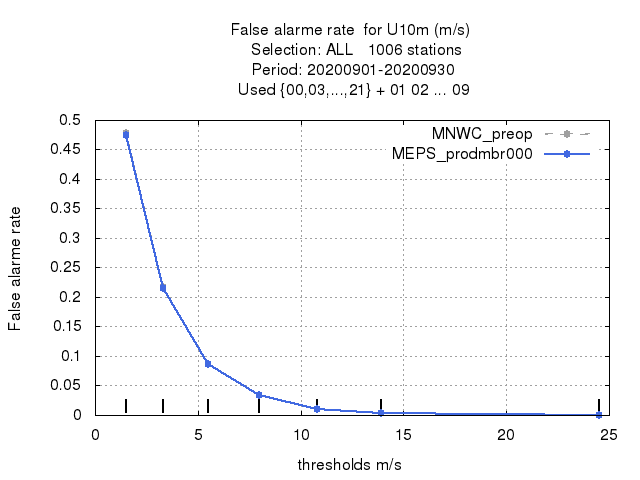 False alarme rate  for U10m (m/s)
Selection: ALL   1006 stations
Period: 20200901-20200930
Used {00,03,...,21} + 01 02 ... 09
MNWC_preop
MEPS_prodmbr000
False alarme rate
0.5
0.45
0.4
0.35
0.3
0.25
0.2
0.15
0.1
0.05
0
0 5 10 15 20 25
thresholds m/s